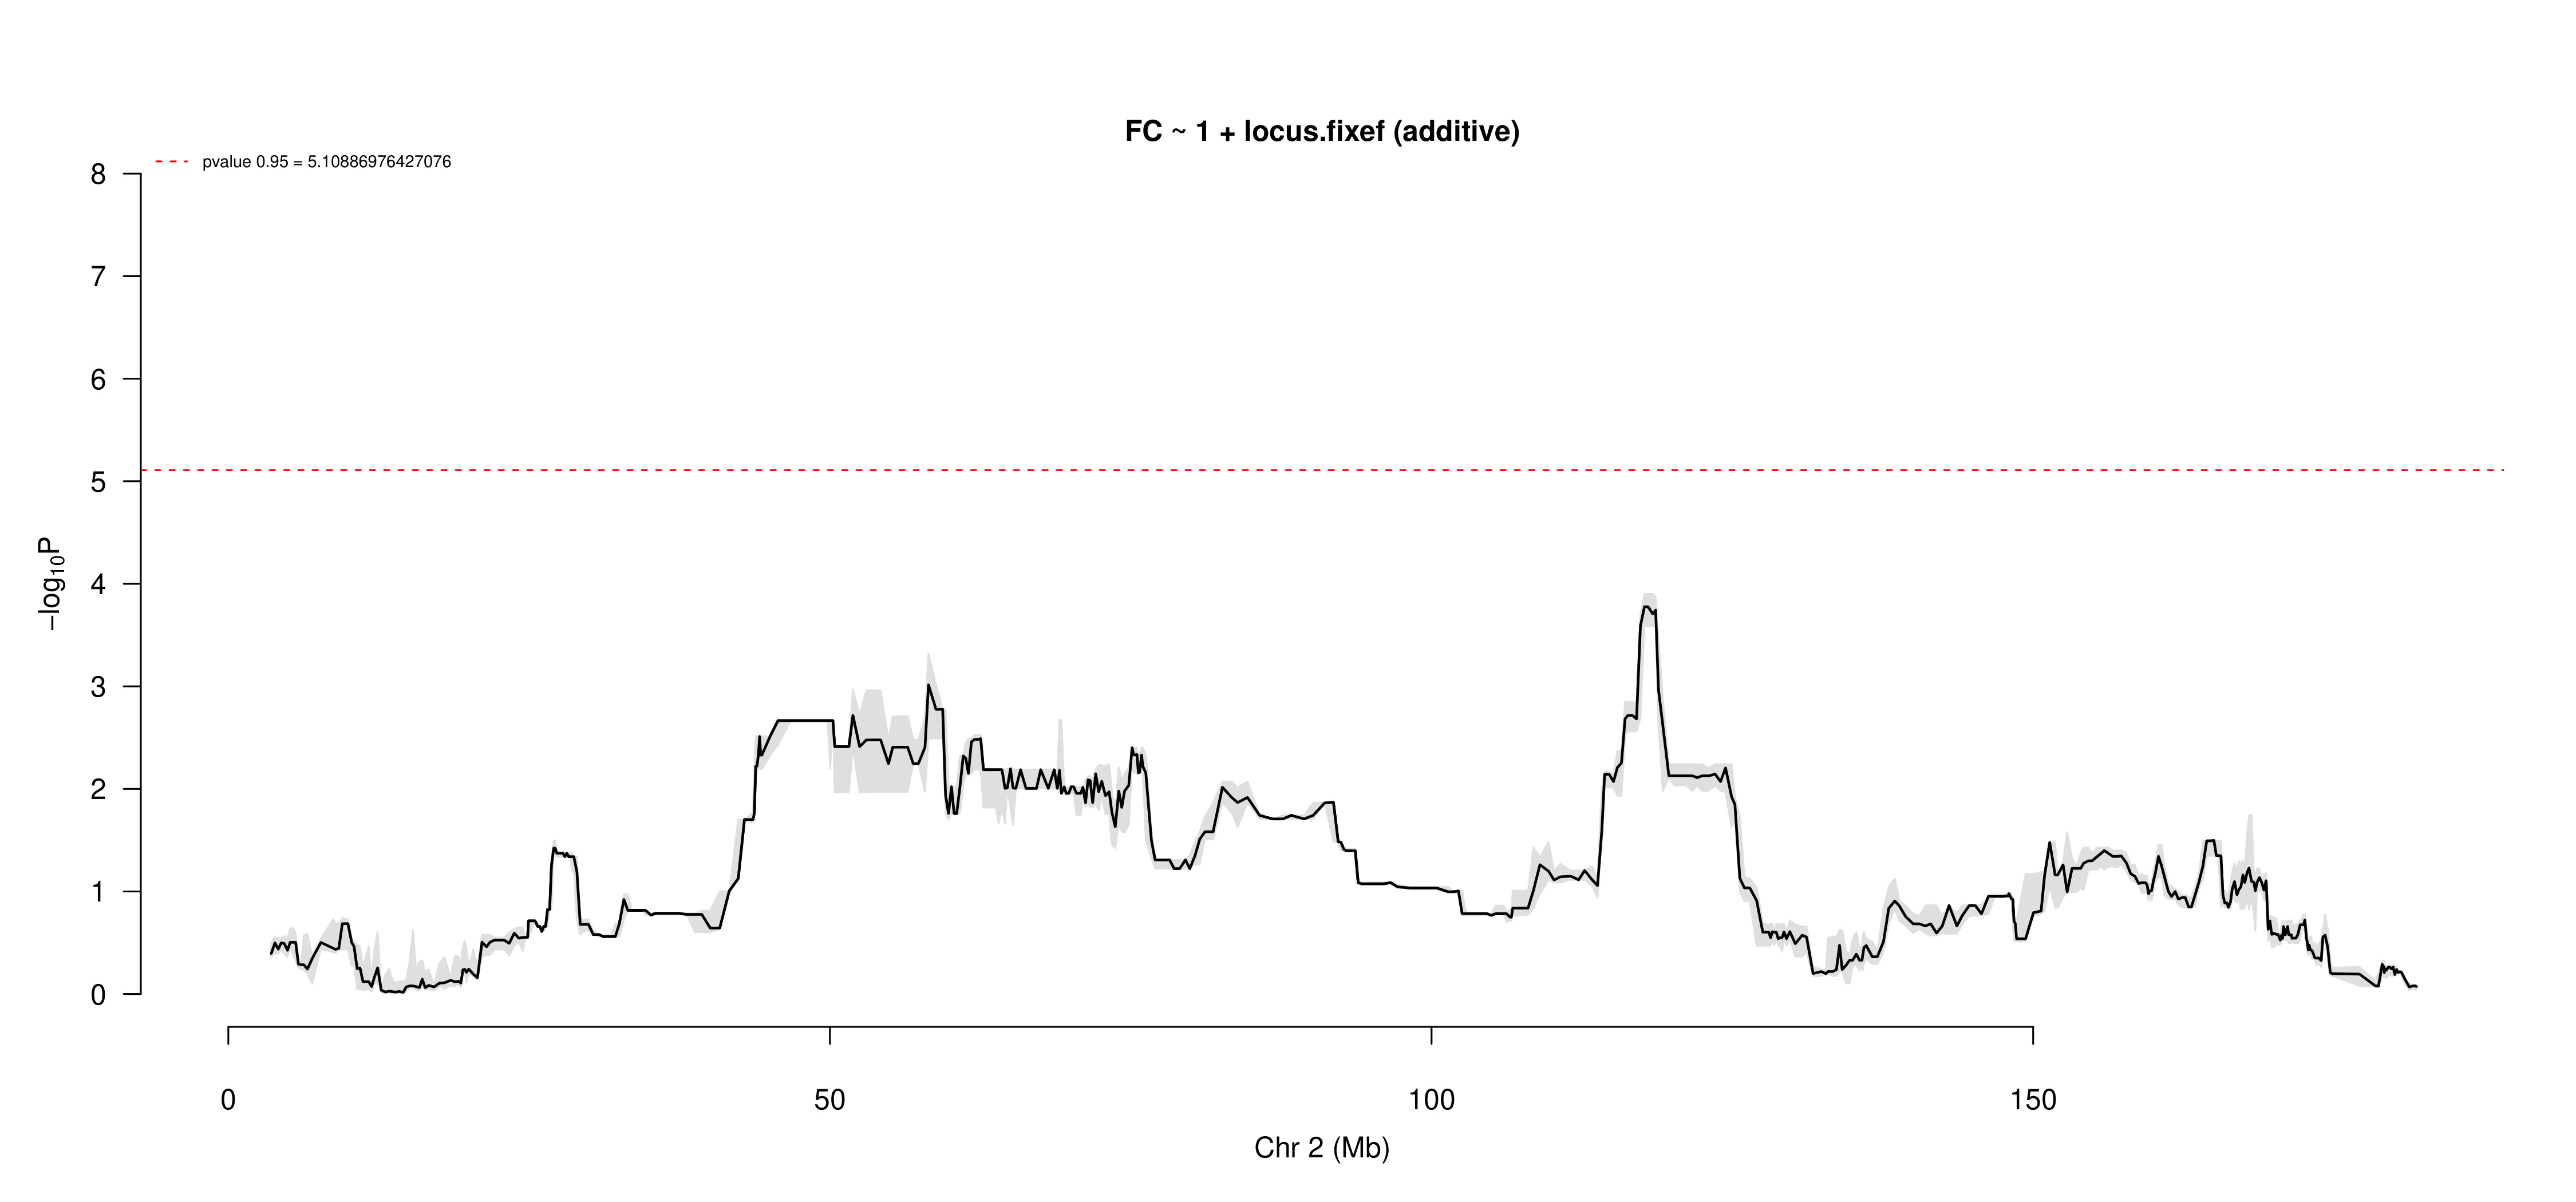 FC ~ 1 + locus.fixef (additive)
pvalue 0.95 = 5.10886976427076
8
7
6
5
4
3
2
1
0
−log10P
0 50 100 150
Chr 2 (Mb)